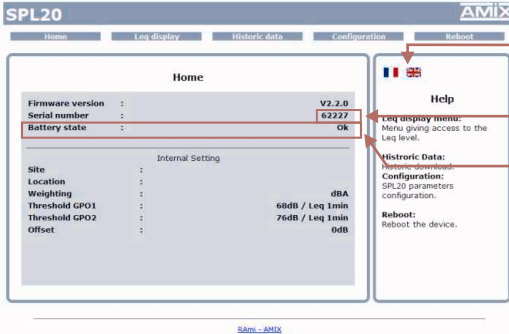 SPL20
AMiX
Home Leq display Historic data Configuration Reboot
Home
Firmware version : V2.2.0
Serial number : 62227
Battery state : Ok
Internal Setting
Site :
Location :
Weighting : dBA
Threshold GPO1 : 68dB / Leq 1min
Threshold GPO2 : 76dB / Leq 1min
Offset : 0dB
Help
Leq display menu:
Menu giving access to the
Leq level.
Histroric Data:
Historic download.
Configuration:
SPL20 parameters
configuration.
Reboot:
Reboot the device.
RAmi - AMIX